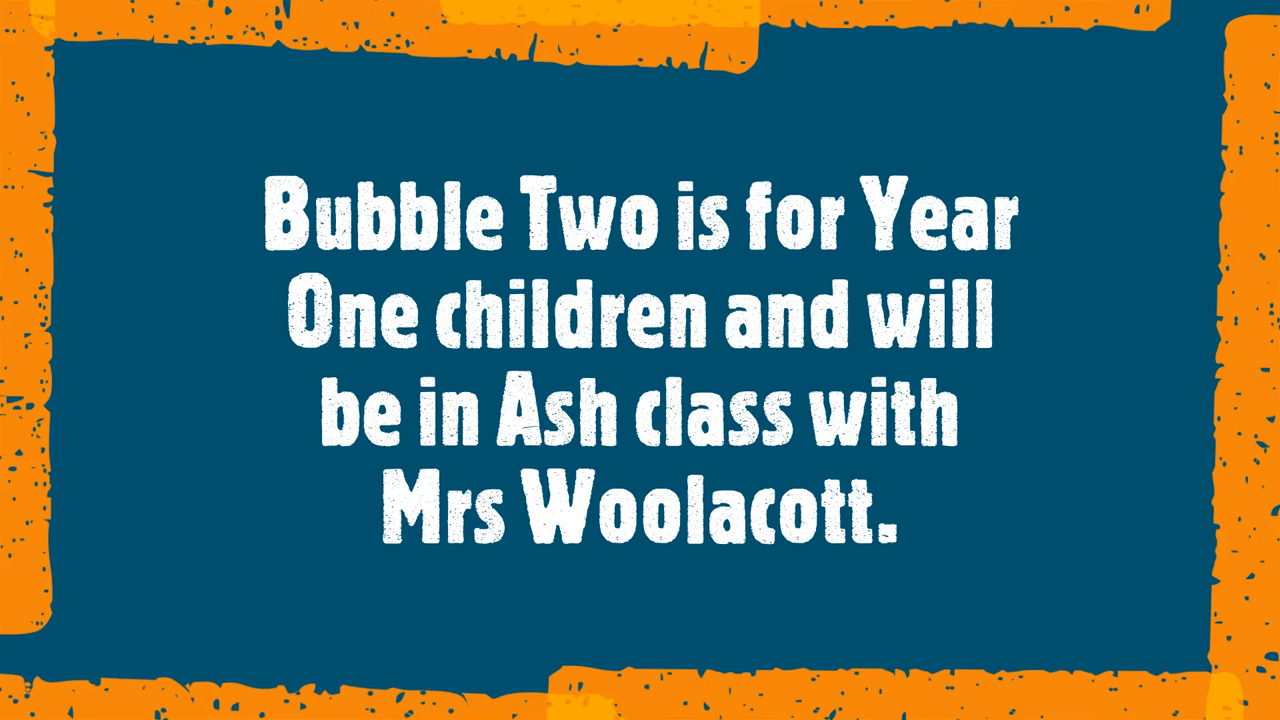 Bubble Two is for Year
One children and will
be in Ash class with
Mrs Woolacott.